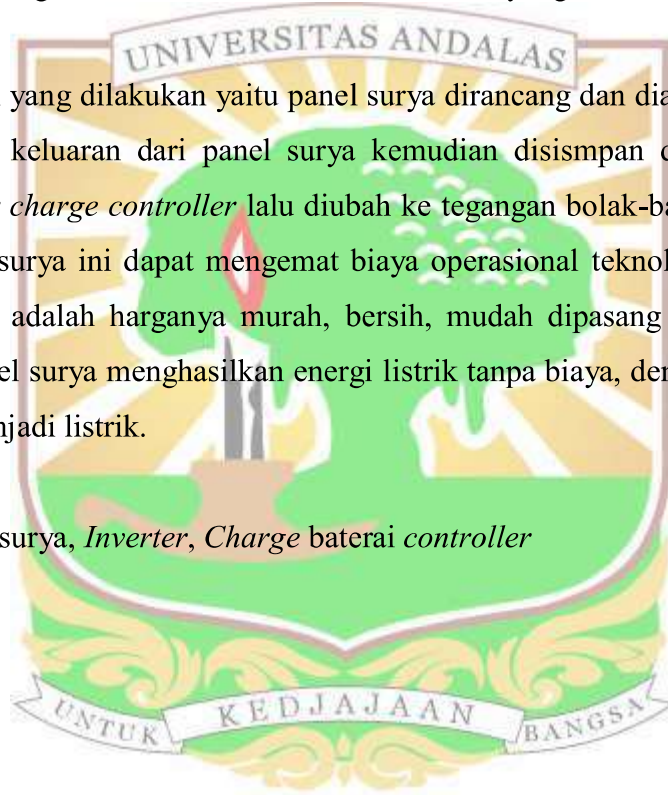 UNIVERSITAS ANDALAS
yang dilakukan yaitu panel surya dirancang dan dia
keluaran dari panel surya kemudian disismpan d
charge controller lalu diubah ke tegangan bolak-ba
surya ini dapat mengemat biaya operasional teknol
adalah harganya murah, bersih, mudah dipasang
el surya menghasilkan energi listrik tanpa biaya, den
njadi listrik.
surya, Inverter, Charge baterai controller
UNTUK KEDJAJAAN BANGSA